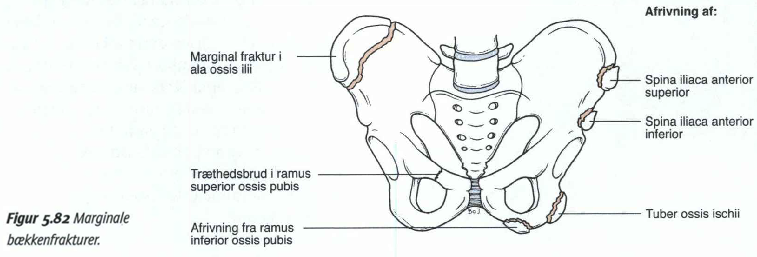 Afrivning af:
Marginal fraktur i
ala ossis ilii
Spina iliaca anterior
superior
Spina iliaca anterior
inferior
Træthedsbrud i ramus
superior ossis pubis
Afrivning fra ramus
inferior ossis pubis
Tuber ossis ischii
Figur 5.82 Marginale
bækkenfrakturer.